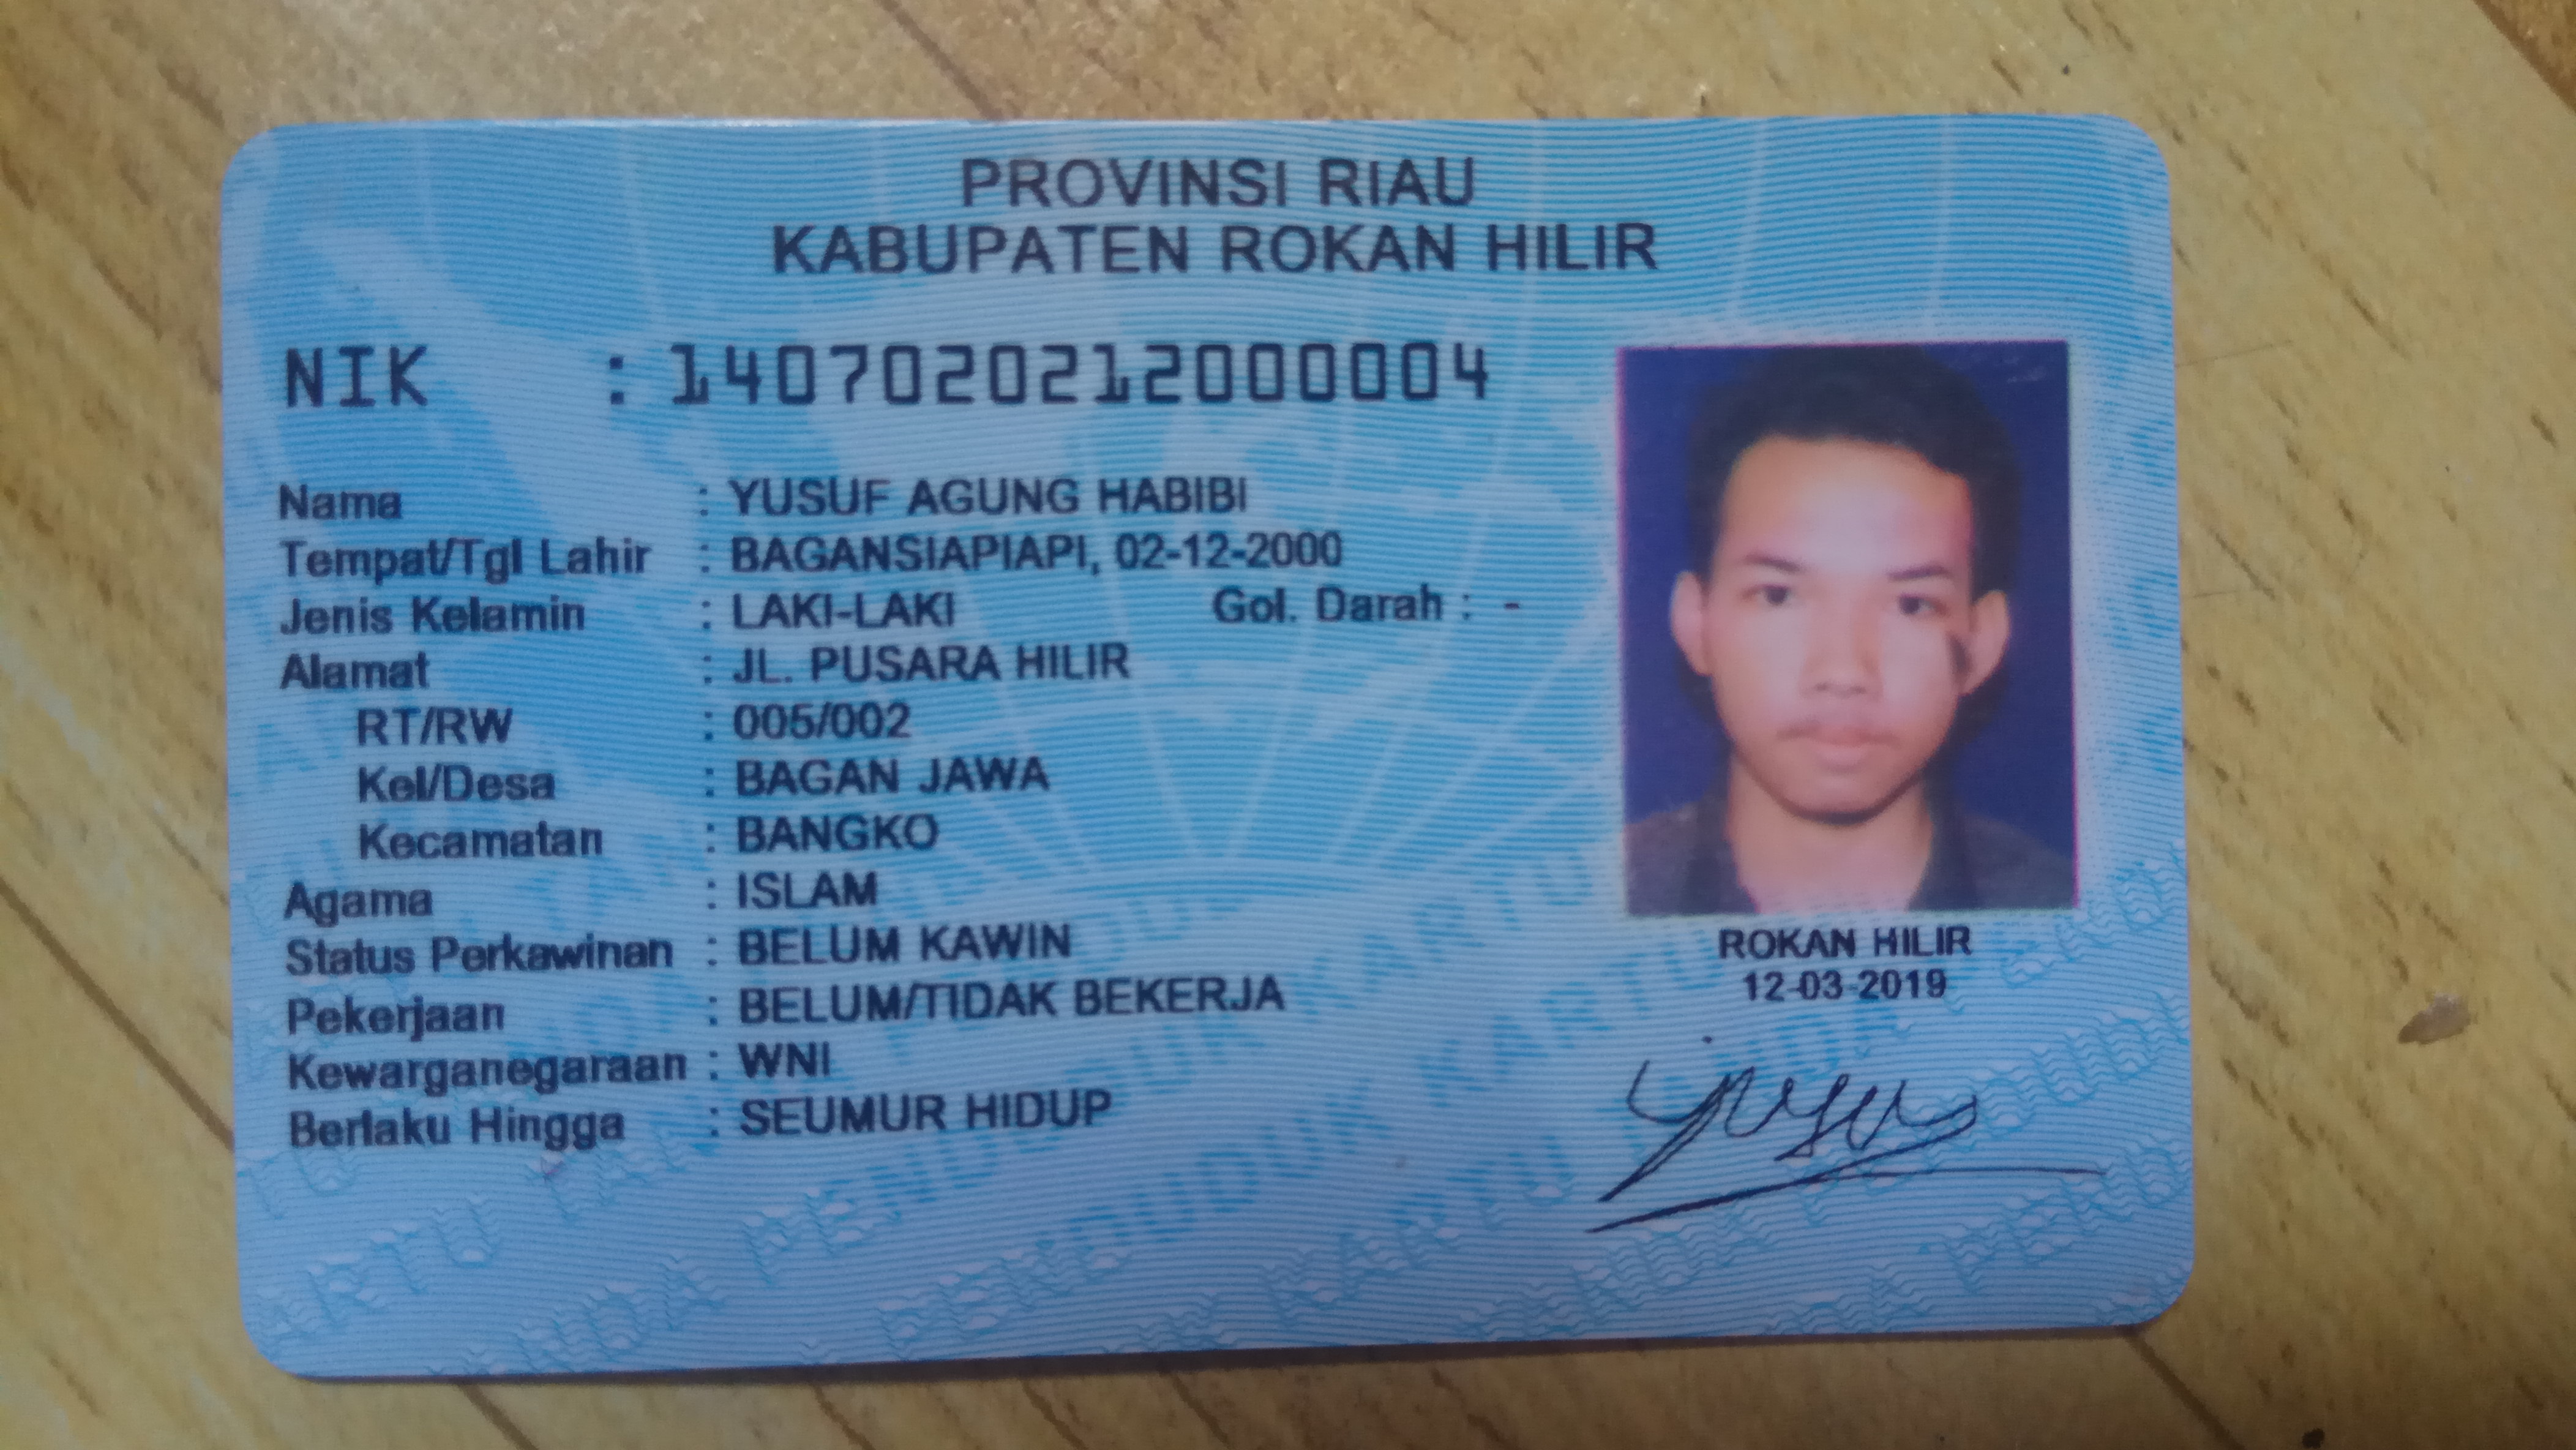 PROVINSI RIAU
KABUPATEN ROKAN HILIR
NIK : 1407020212000004
Nama : YUSUF AGUNG HABIBI
Tempat/Tgl Lahir : BAGANSIAPIAPI, 02-12-2000
Jenis Kelamin : LAKI-LAKI Gol. Darah : -
Alamat : JL. PUSARA HILIR
RT/RW : 005/002
Kel/Desa : BAGAN JAWA
Kecamatan : BANGKO
Agama : ISLAM
Status Perkawinan : BELUM KAWIN
Pekerjaan : BELUM/TIDAK BEKERJA
Kewarganegaraan : WNI
Berlaku Hingga : SEUMUR HIDUP
ROKAN HILIR
12-03-2019